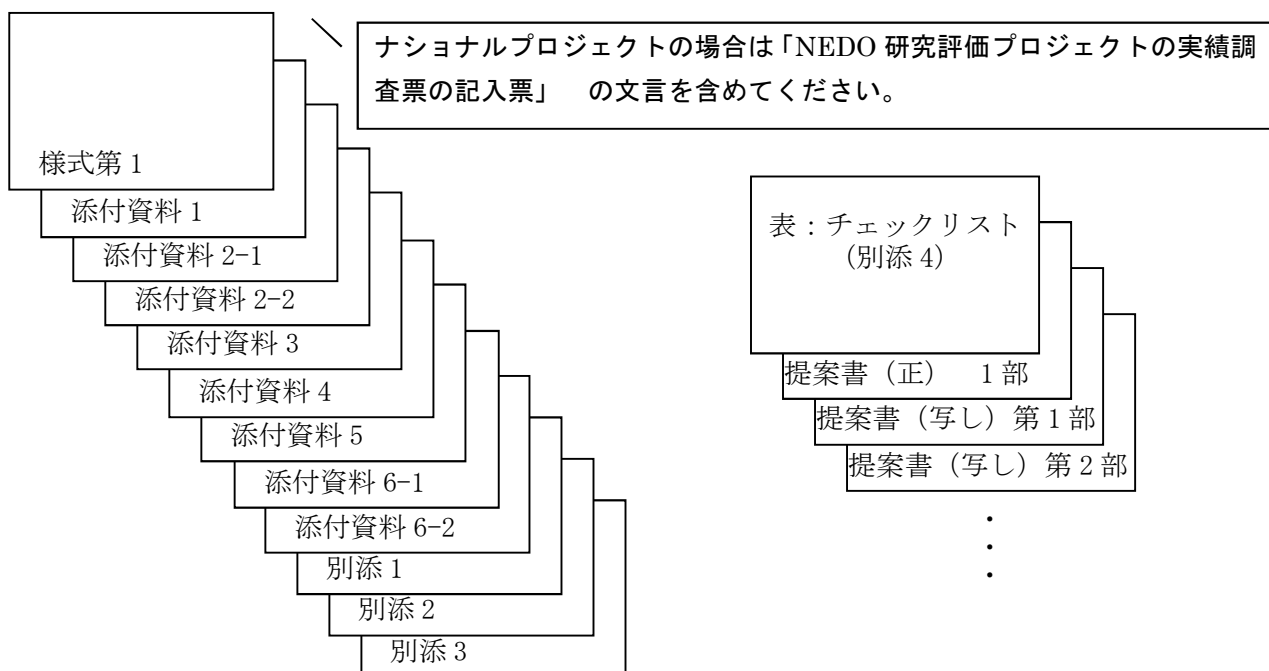 ナショナルプロジェクトの場合は「NEDO 研究評価プロジェクトの実績調
査票の記入票」　の文言を含めてください。
様式第 1
添付資料 1
添付資料 2-1
添付資料 2-2
添付資料 3
添付資料 4
添付資料 5
添付資料 6-1
添付資料 6-2
別添 1
別添 2
別添 3
表：チェックリスト
（別添 4）
提案書（正）　1 部
提案書（写し）第 1 部
提案書（写し）第 2 部
・
・
・